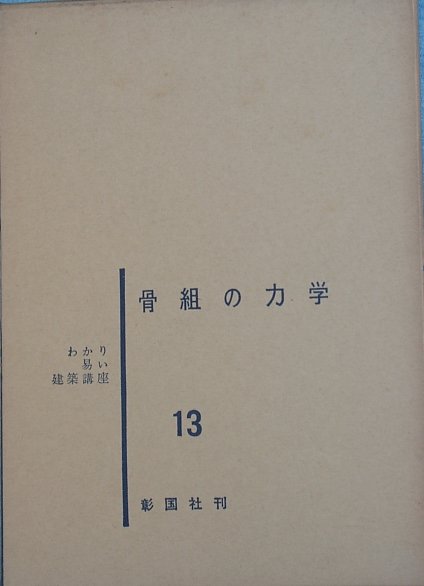 骨組の力学
わかり
易い
建築講座
13
彰国社刊